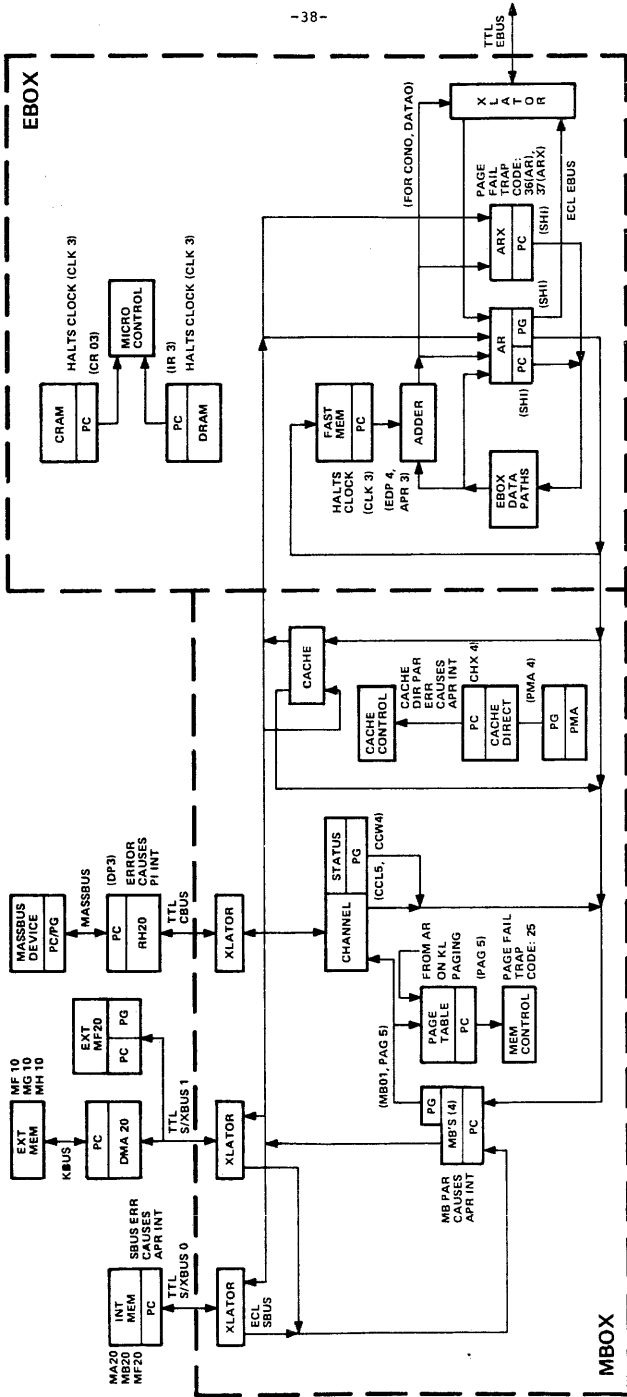 -38-
EBOX
TTL
EBUS
X
L
A
T
O
R
(FOR CONO, DATAO)
PAGE
FAIL
TRAP
CODE:
36(AR),
37(ARX)
ECL EBUS
ARX
PC
(SHI)
AR
PC
PG
(SHI)
(SHI)
HALTS CLOCK (CLK 3)
(CR 03)
CRAM
PC
MICRO
CONTROL
(IR 3)
HALTS CLOCK (CLK 3)
PC
DRAM
FAST
MEM
PC
HALTS
CLOCK
(CLK 3)
(EDP 4,
APR 3)
ADDER
EBOX
DATA
PATHS
CACHE
CACHE
CONTROL
CACHE
DIR PAR
ERR
CAUSES
APR INT
CHX 4)
PC
CACHE
DIRECT
(PMA 4)
PG
PMA
MASSBUS
DEVICE
PC/PG
MASSBUS
(DP3)
PC
RH20
ERROR
CAUSES
PI INT
TTL
CBUS
XLATOR
STATUS
PG
CHANNEL
(CCL5, CCW4)
FROM AR
ON KL
PAGING
PAGE
TABLE
PC
(PAG 5)
MEM
CONTROL
PAGE FAIL
TRAP
CODE: 25
(MB01, PAG 5)
PG
MB'S (4)
PC
MB PAR
CAUSES
APR INT
MF 10
MG 10
MH 10
EXT
MEM
KBUS
PC
DMA 20
EXT
MF20
PC
PG
TTL
S/XBUS 1
XLATOR
MA20
MB20
MF20
INT
MEM
PC
SBUS ERR
CAUSES
APR INT
TTL
S/XBUS 0
XLATOR
ECL
SBUS
MBOX